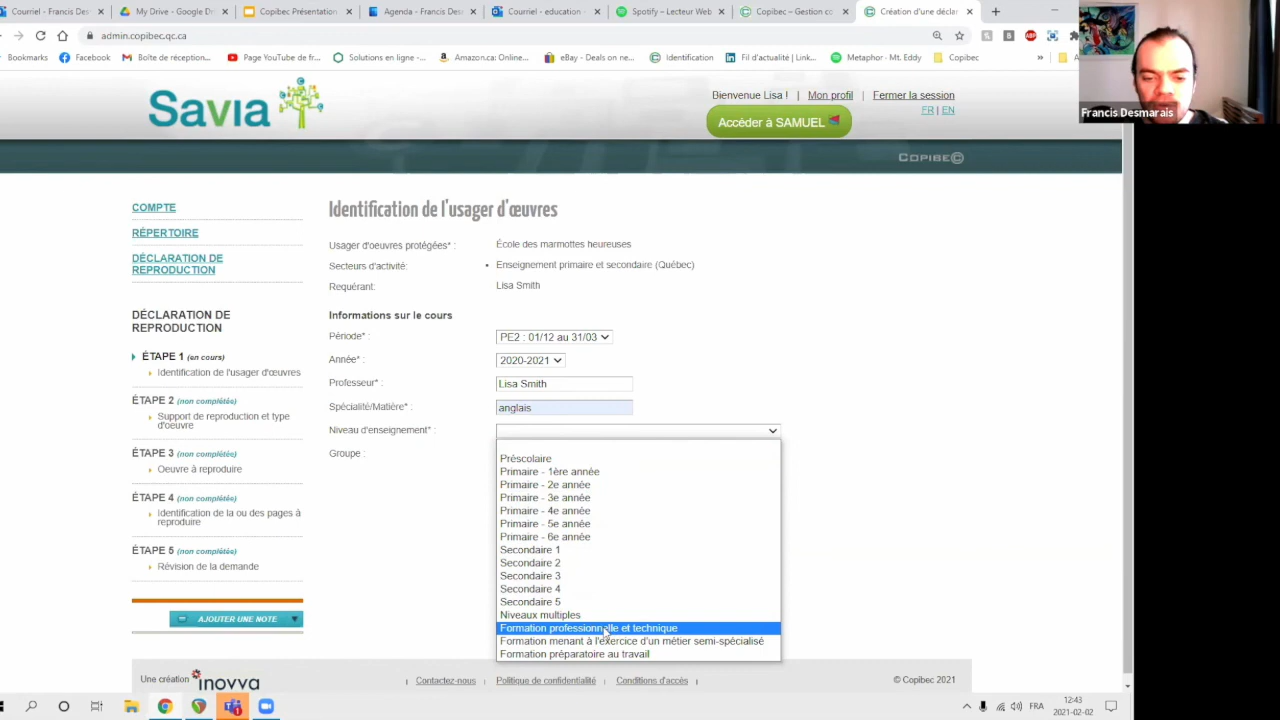 Courriel - Francis Des
My Drive - Google D
Copibec Présentation
Agenda - Francis Des
Courriel - education -
Spotify – Lecteur Web
Copibec – Gestion co
Création d'une déclar
admin.copibec.qc.ca
Bookmarks
Facebook
Boîte de réception...
Page YouTube de fr...
Solutions en ligne -...
Amazon.ca: Online...
eBay - Deals on ne...
Identification
Fil d'actualité | Link...
Metaphor - Mt. Eddy
Copibec
Savia
Bienvenue Lisa ! | Mon profil | Fermer la session
FR | EN
Accéder à SAMUEL
Francis Desmarais
COPIBEC
COMPTE
RÉPERTOIRE
DÉCLARATION DE
REPRODUCTION
DÉCLARATION DE
REPRODUCTION
ÉTAPE 1 (en cours)
Identification de l'usager d'œuvres
ÉTAPE 2 (non complétés)
Support de reproduction et type
d'oeuvre
ÉTAPE 3 (non complétés)
Oeuvre à reproduire
ÉTAPE 4 (non complétés)
Identification de la ou des pages à
reproduire
ÉTAPE 5 (non complétés)
Révision de la demande
AJOUTER UNE NOTE
Identification de l'usager d'œuvres
Usager d'oeuvres protégées* : École des marmottes heureuses
Secteurs d'activité: • Enseignement primaire et secondaire (Québec)
Requérant: Lisa Smith
Informations sur le cours
Période* : PE2 : 01/12 au 31/03
Année* : 2020-2021
Professeur* : Lisa Smith
Spécialité/Matière* : anglais
Niveau d'enseignement* :
Groupe :
Préscolaire
Primaire - 1ère année
Primaire - 2e année
Primaire - 3e année
Primaire - 4e année
Primaire - 5e année
Primaire - 6e année
Secondaire 1
Secondaire 2
Secondaire 3
Secondaire 4
Secondaire 5
Niveaux multiples
Formation professionnelle et technique
Formation menant à l'exercice d'un métier semi-spécialisé
Formation préparatoire au travail
Une création inovva
| Contactez-nous | Politique de confidentialité | Conditions d'accès |
© Copibec 2021
FRA
12:43
2021-02-02